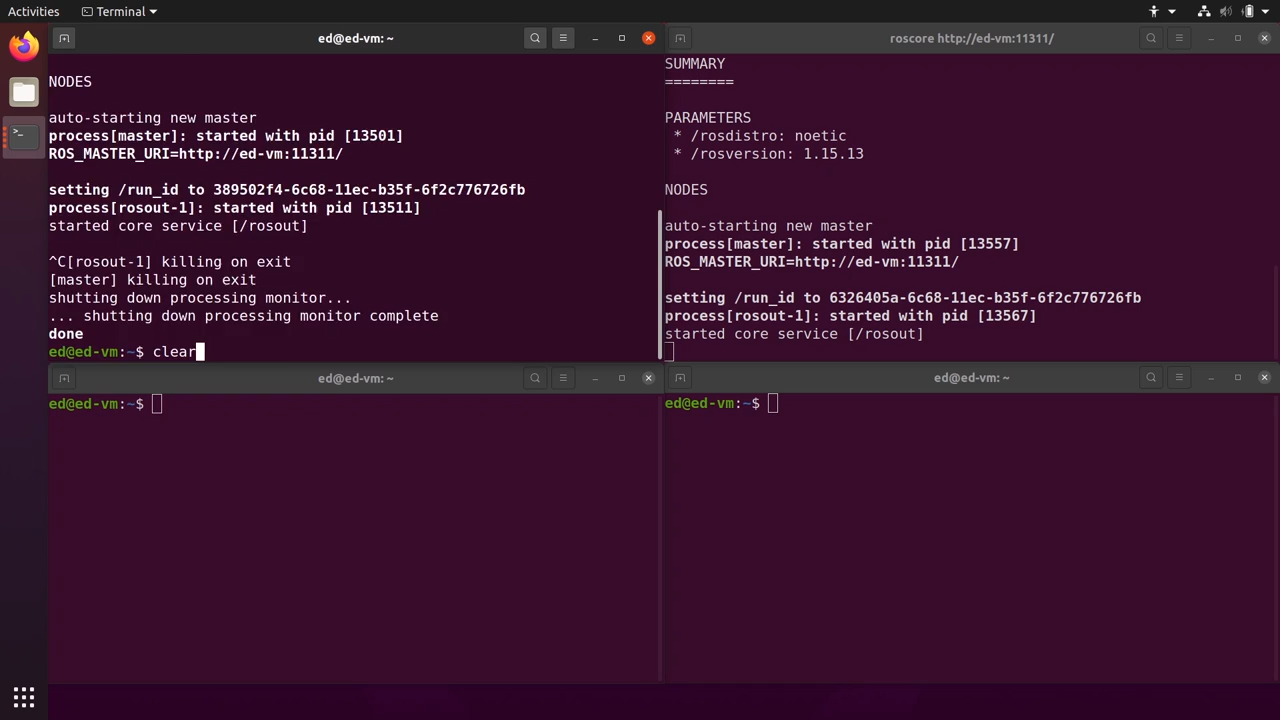 Activities
Terminal
ed@ed-vm: ~
NODES
auto-starting new master
process[master]: started with pid [13501]
ROS_MASTER_URI=http://ed-vm:11311/
setting /run_id to 389502f4-6c68-11ec-b35f-6f2c776726fb
process[rosout-1]: started with pid [13511]
started core service [/rosout]
^C[rosout-1] killing on exit
[master] killing on exit
shutting down processing monitor...
... shutting down processing monitor complete
done
ed@ed-vm:~$ clear
roscore http://ed-vm:11311/
SUMMARY
========
PARAMETERS
* /rosdistro: noetic
* /rosversion: 1.15.13
NODES
auto-starting new master
process[master]: started with pid [13557]
ROS_MASTER_URI=http://ed-vm:11311/
setting /run_id to 6326405a-6c68-11ec-b35f-6f2c776726fb
process[rosout-1]: started with pid [13567]
started core service [/rosout]
ed@ed-vm: ~
ed@ed-vm:~$
ed@ed-vm: ~
ed@ed-vm:~$